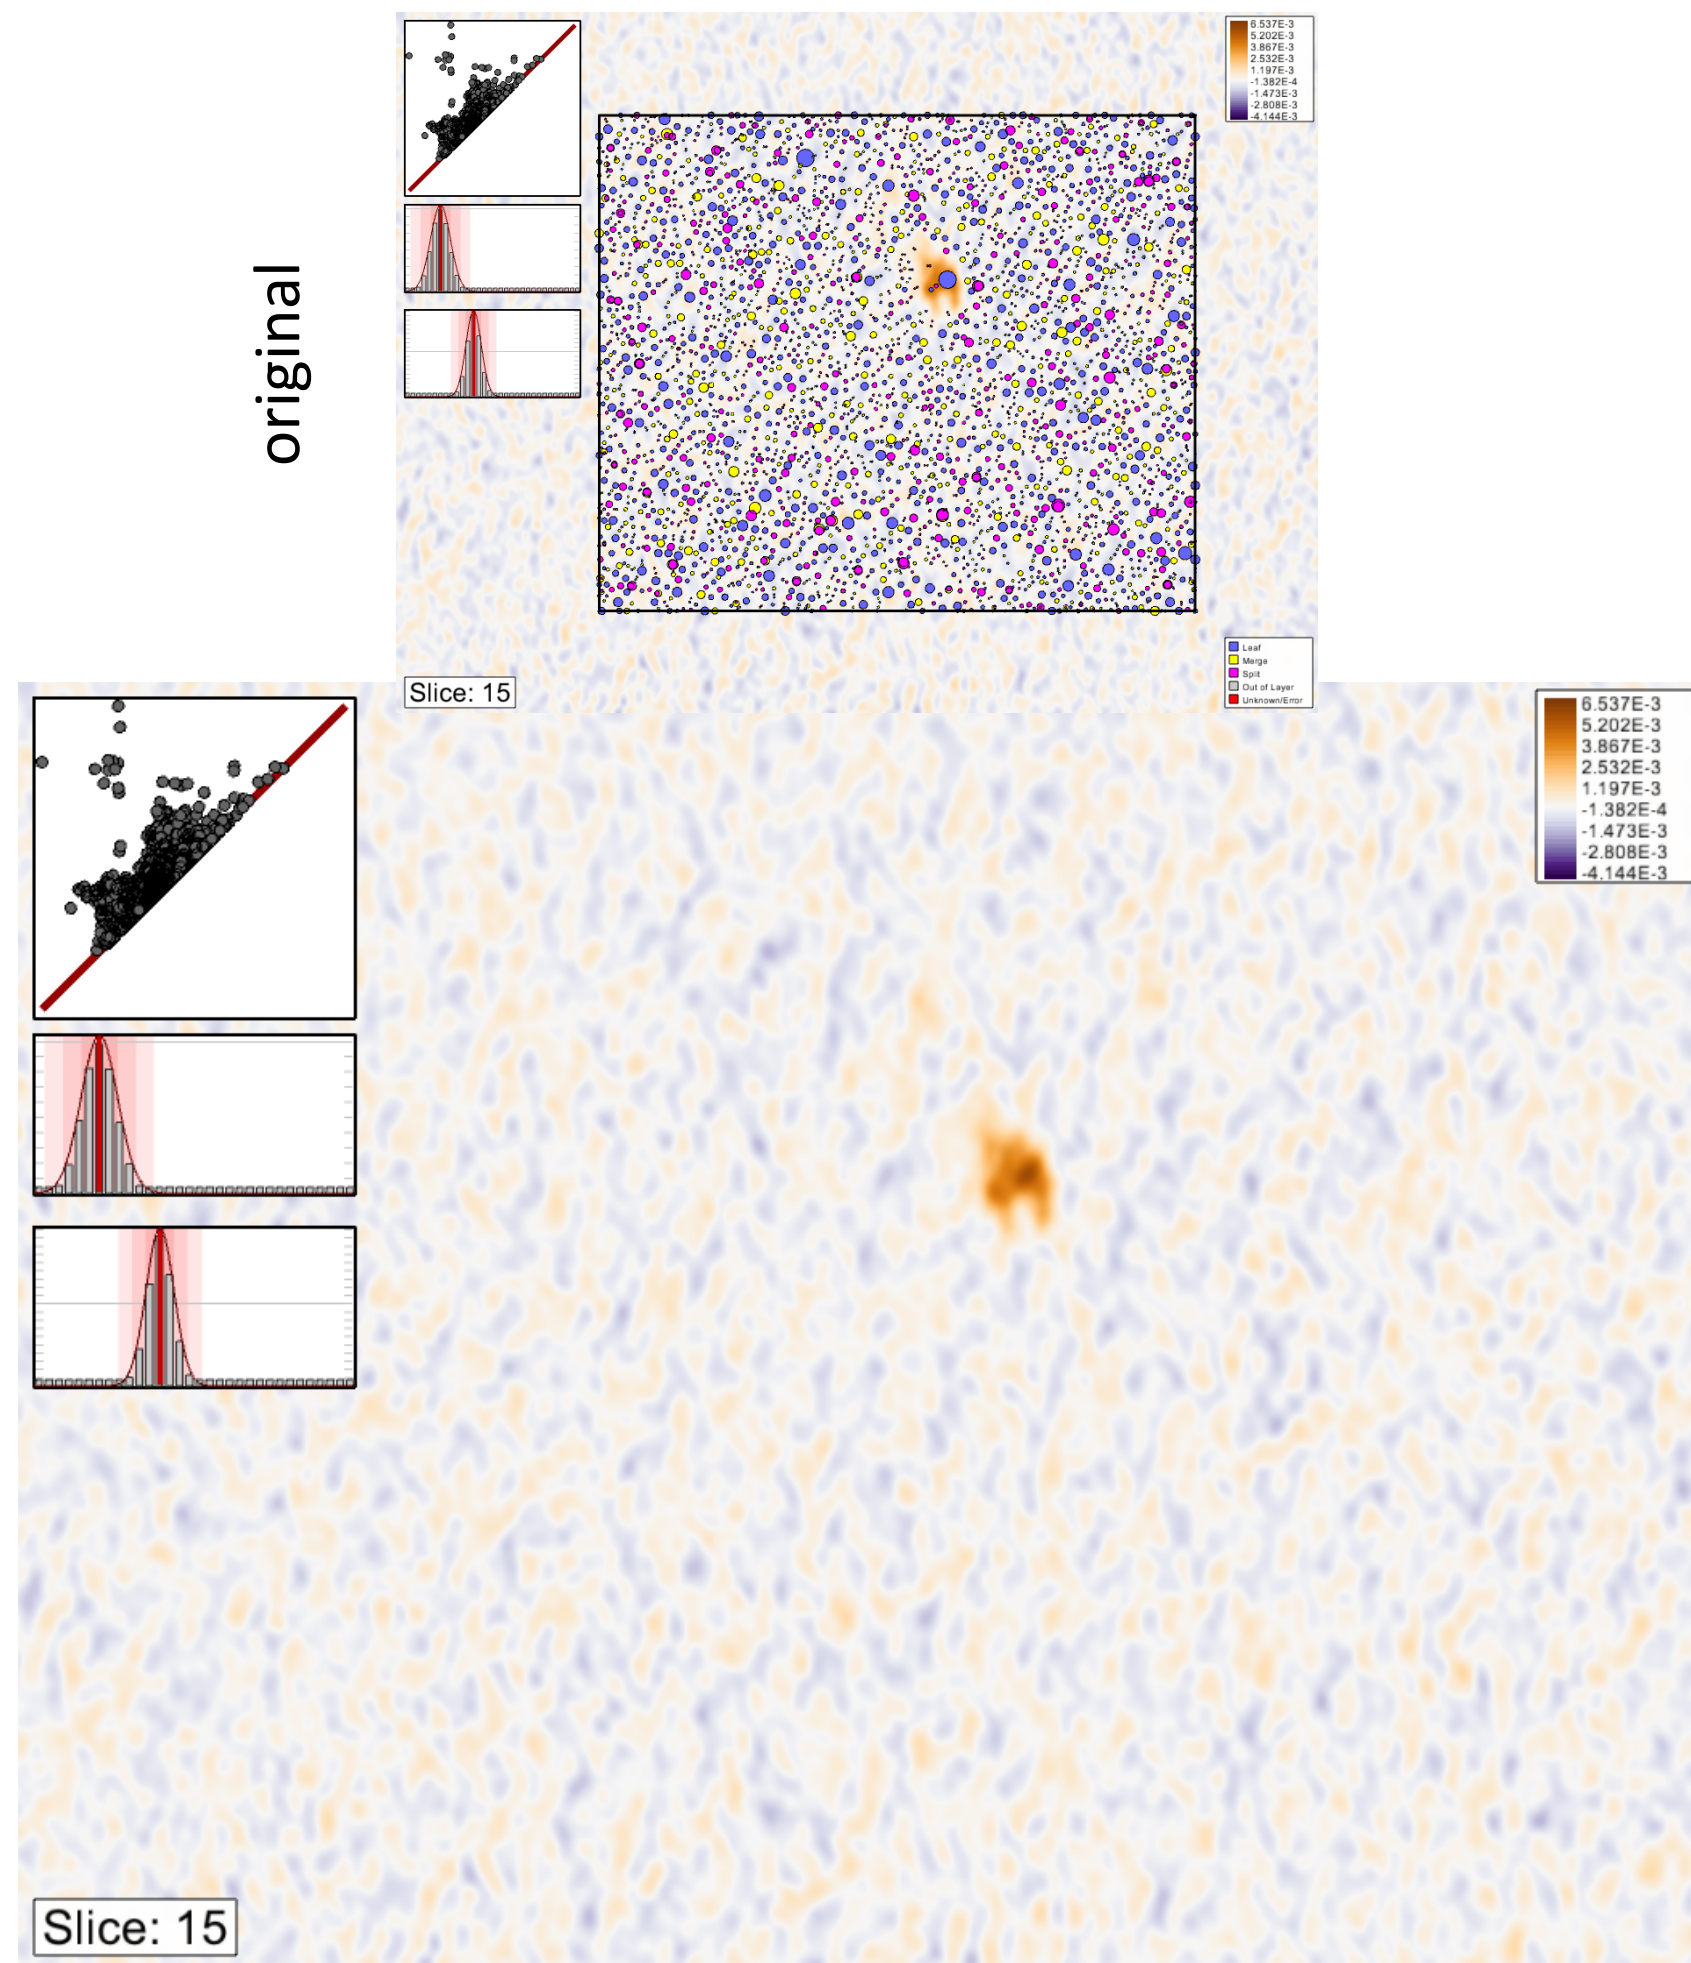 original
6.537E-3
5.202E-3
3.867E-3
2.532E-3
1.197E-3
-1.382E-4
-1.473E-3
-2.808E-3
-4.144E-3
Leaf
Merge
Split
Out of Layer
Unknown/Error
Slice: 15
6.537E-3
5.202E-3
3.867E-3
2.532E-3
1.197E-3
-1.382E-4
-1.473E-3
-2.808E-3
-4.144E-3
Slice: 15